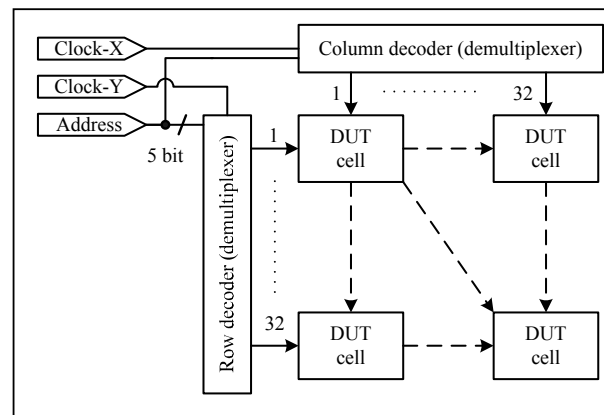 Clock-X
Column decoder (demultiplexer)
Clock-Y
1
32
Address
5 bit
1
DUT
cell
DUT
cell
Row decoder (demultiplexer)
32
DUT
cell
DUT
cell